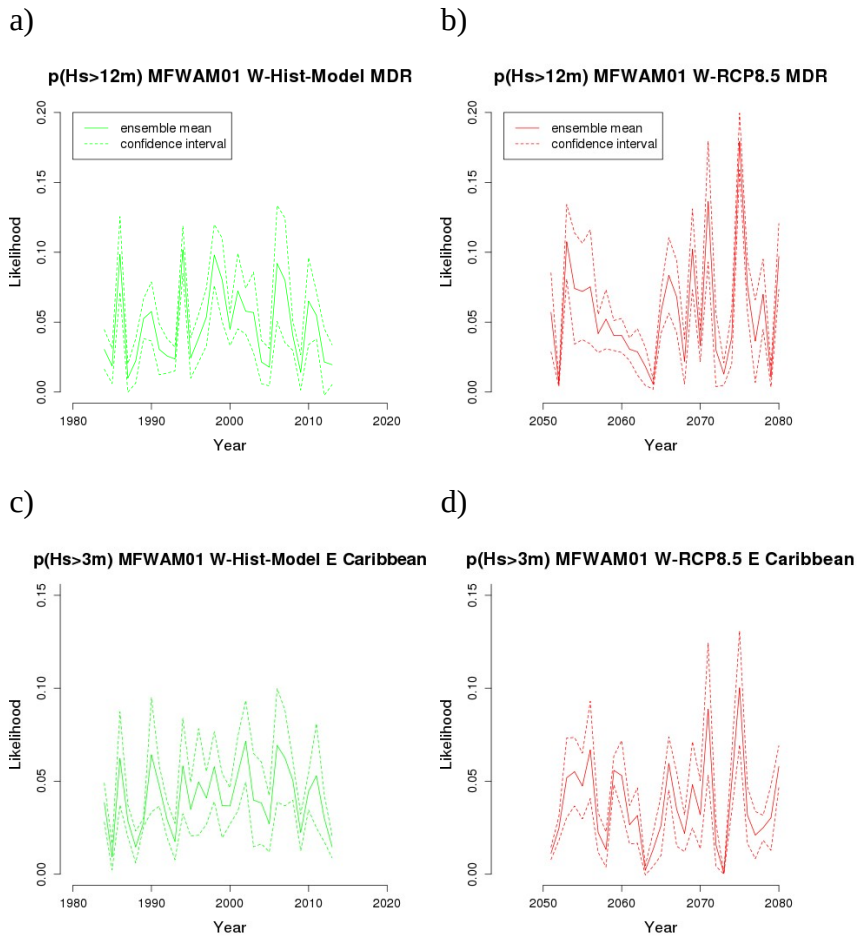 a)
b)
p(Hs>12m) MFWAM01 W-Hist-Model MDR
p(Hs>12m) MFWAM01 W-RCP8.5 MDR
ensemble mean
confidence interval
ensemble mean
confidence interval
Likelihood
0.20
0.15
0.10
0.05
0.00
1980 1990 2000 2010 2020
Year
Likelihood
0.20
0.15
0.10
0.05
0.00
2050 2060 2070 2080
Year
c)
d)
p(Hs>3m) MFWAM01 W-Hist-Model E Caribbean
p(Hs>3m) MFWAM01 W-RCP8.5 E Caribbean
Likelihood
0.15
0.10
0.05
0.00
1980 1990 2000 2010 2020
Year
Likelihood
0.15
0.10
0.05
0.00
2050 2060 2070 2080
Year